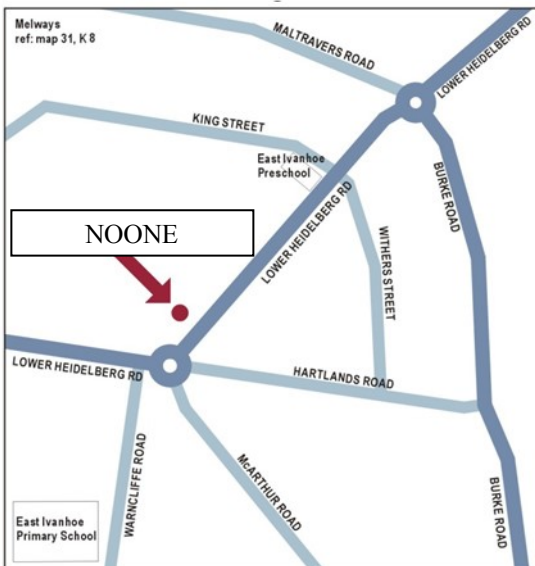 Melways
ref: map 31, K 8
MALTRAVERS ROAD
LOWER HEIDELBERG RD
KING STREET
East Ivanhoe
Preschool
BURKE ROAD
LOWER HEIDELBERG RD
NOONE
WITHERS STREET
LOWER HEIDELBERG RD
HARTLANDS ROAD
WARNCLIFFE ROAD
McARTHUR ROAD
BURKE ROAD
East Ivanhoe
Primary School